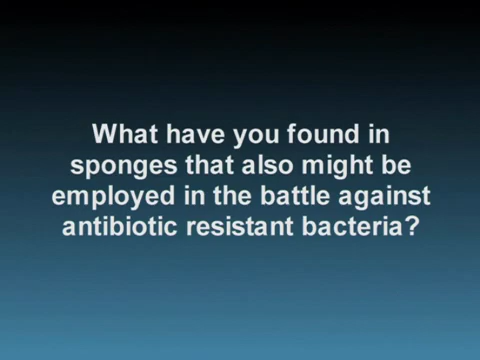 What have you found in
sponges that also might be
employed in the battle against
antibiotic resistant bacteria?